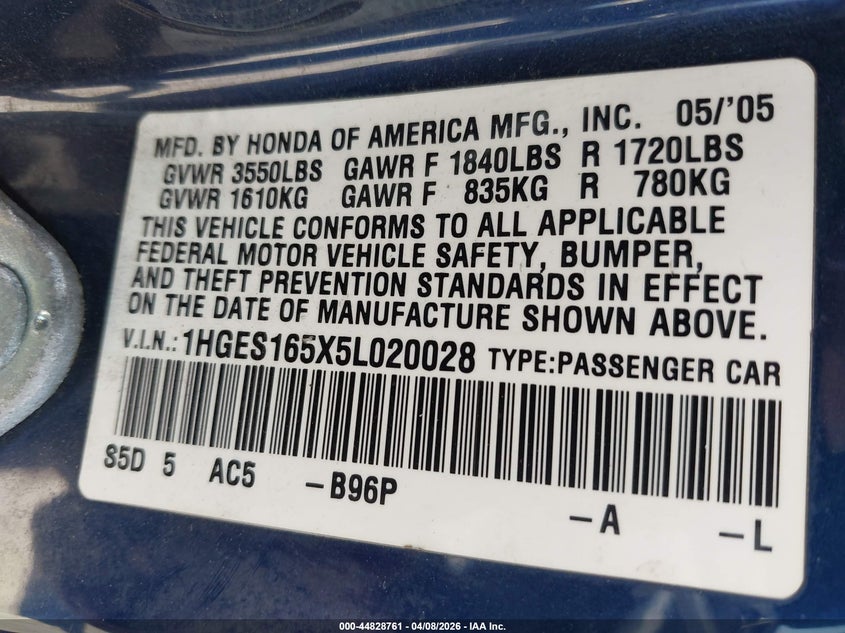 MFD. BY HONDA OF AMERICA MFG., INC. 05/'05
GVWR 3550LBS GAWR F 1840LBS R 1720LBS
GVWR 1610KG GAWR F 835KG R 780KG
THIS VEHICLE CONFORMS TO ALL APPLICABLE
FEDERAL MOTOR VEHICLE SAFETY, BUMPER,
AND THEFT PREVENTION STANDARDS IN EFFECT
ON THE DATE OF MANUFACTURE SHOWN ABOVE.
V.I.N.: 1HGES165X5L020028 TYPE:PASSENGER CAR
S5D 5 AC5 -B96P -A -L
000-44828761 - 04/08/2026 - IAA Inc.